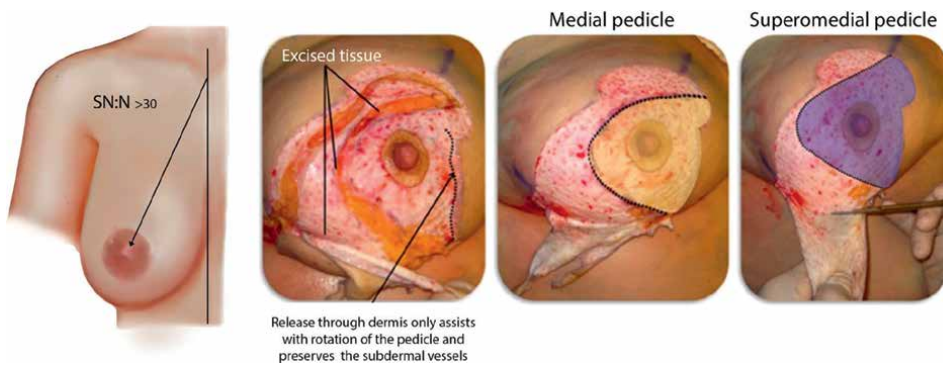 SN:N >30
Excised tissue
Release through dermis only assists
with rotation of the pedicle and
preserves the subdermal vessels
Medial pedicle
Superomedial pedicle